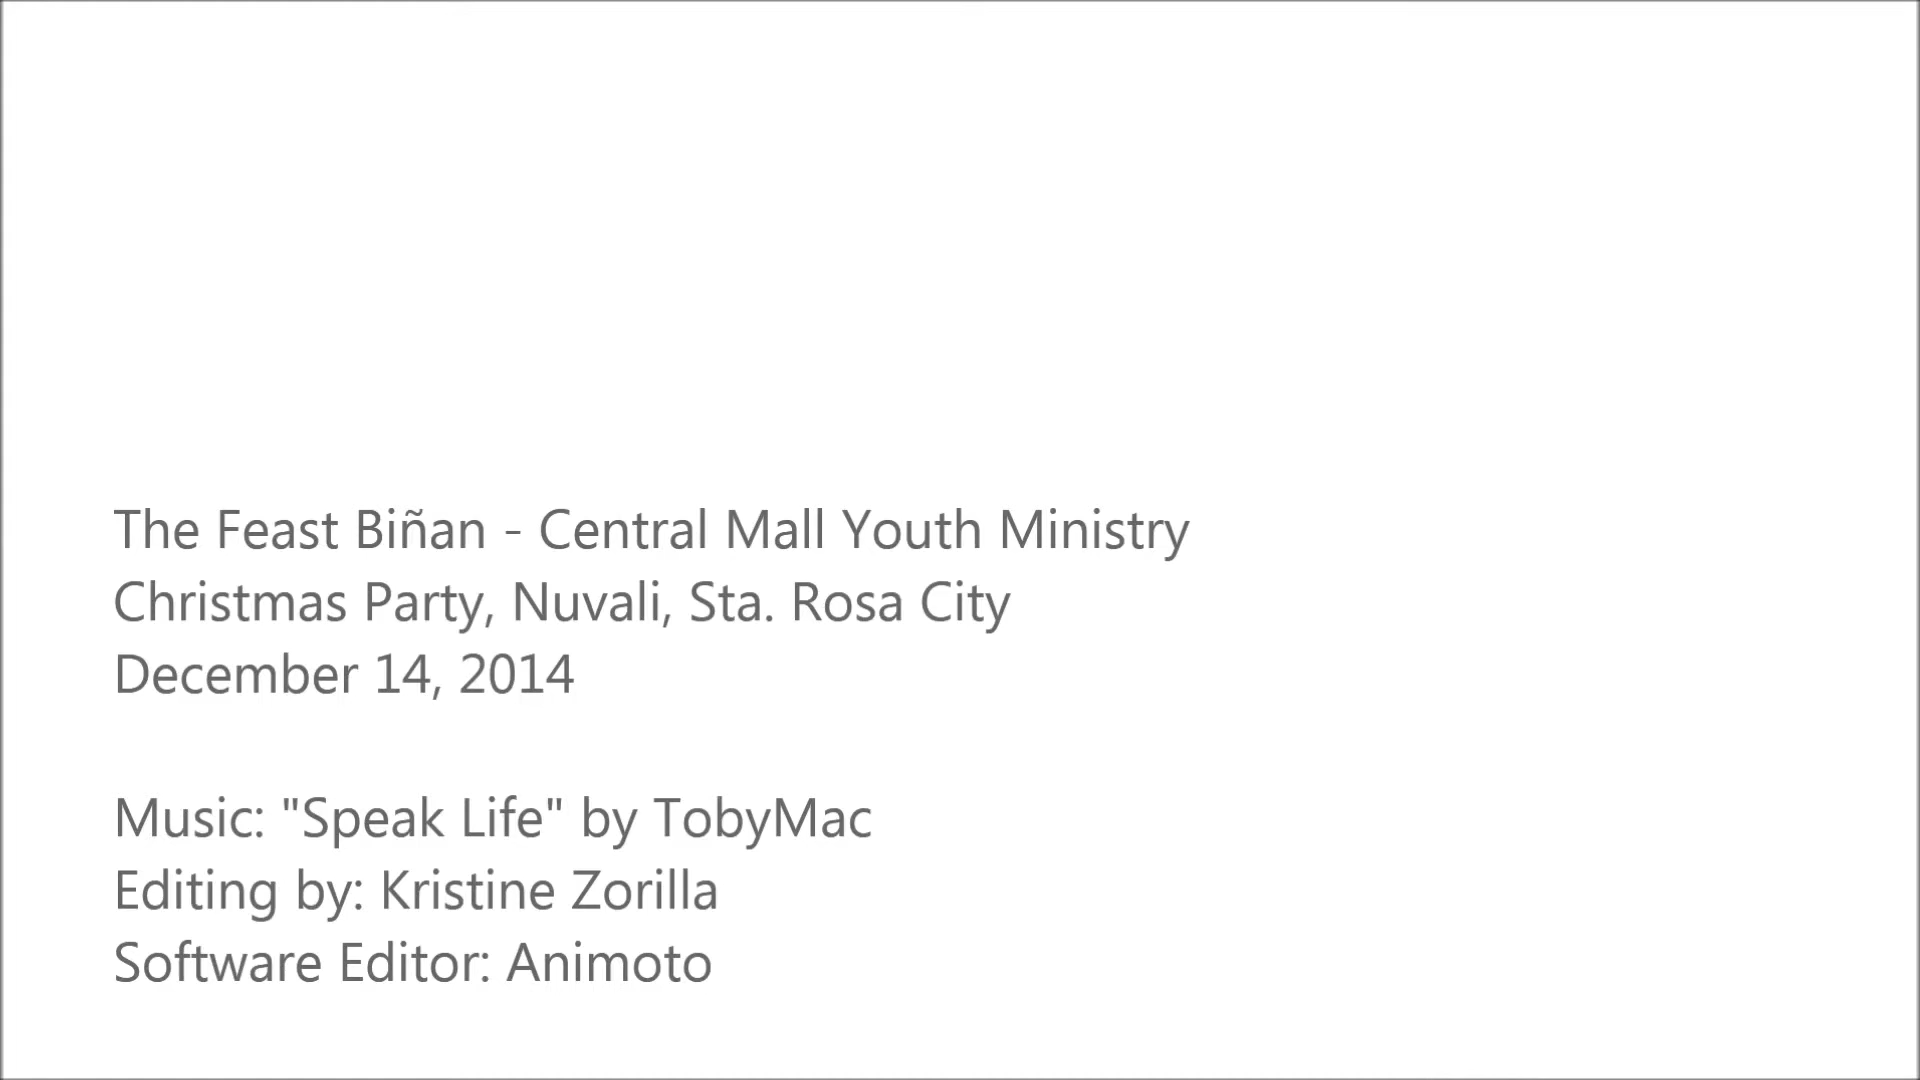 The Feast Biñan - Central Mall Youth Ministry
Christmas Party, Nuvali, Sta. Rosa City
December 14, 2014
Music: "Speak Life" by TobyMac
Editing by: Kristine Zorilla
Software Editor: Animoto